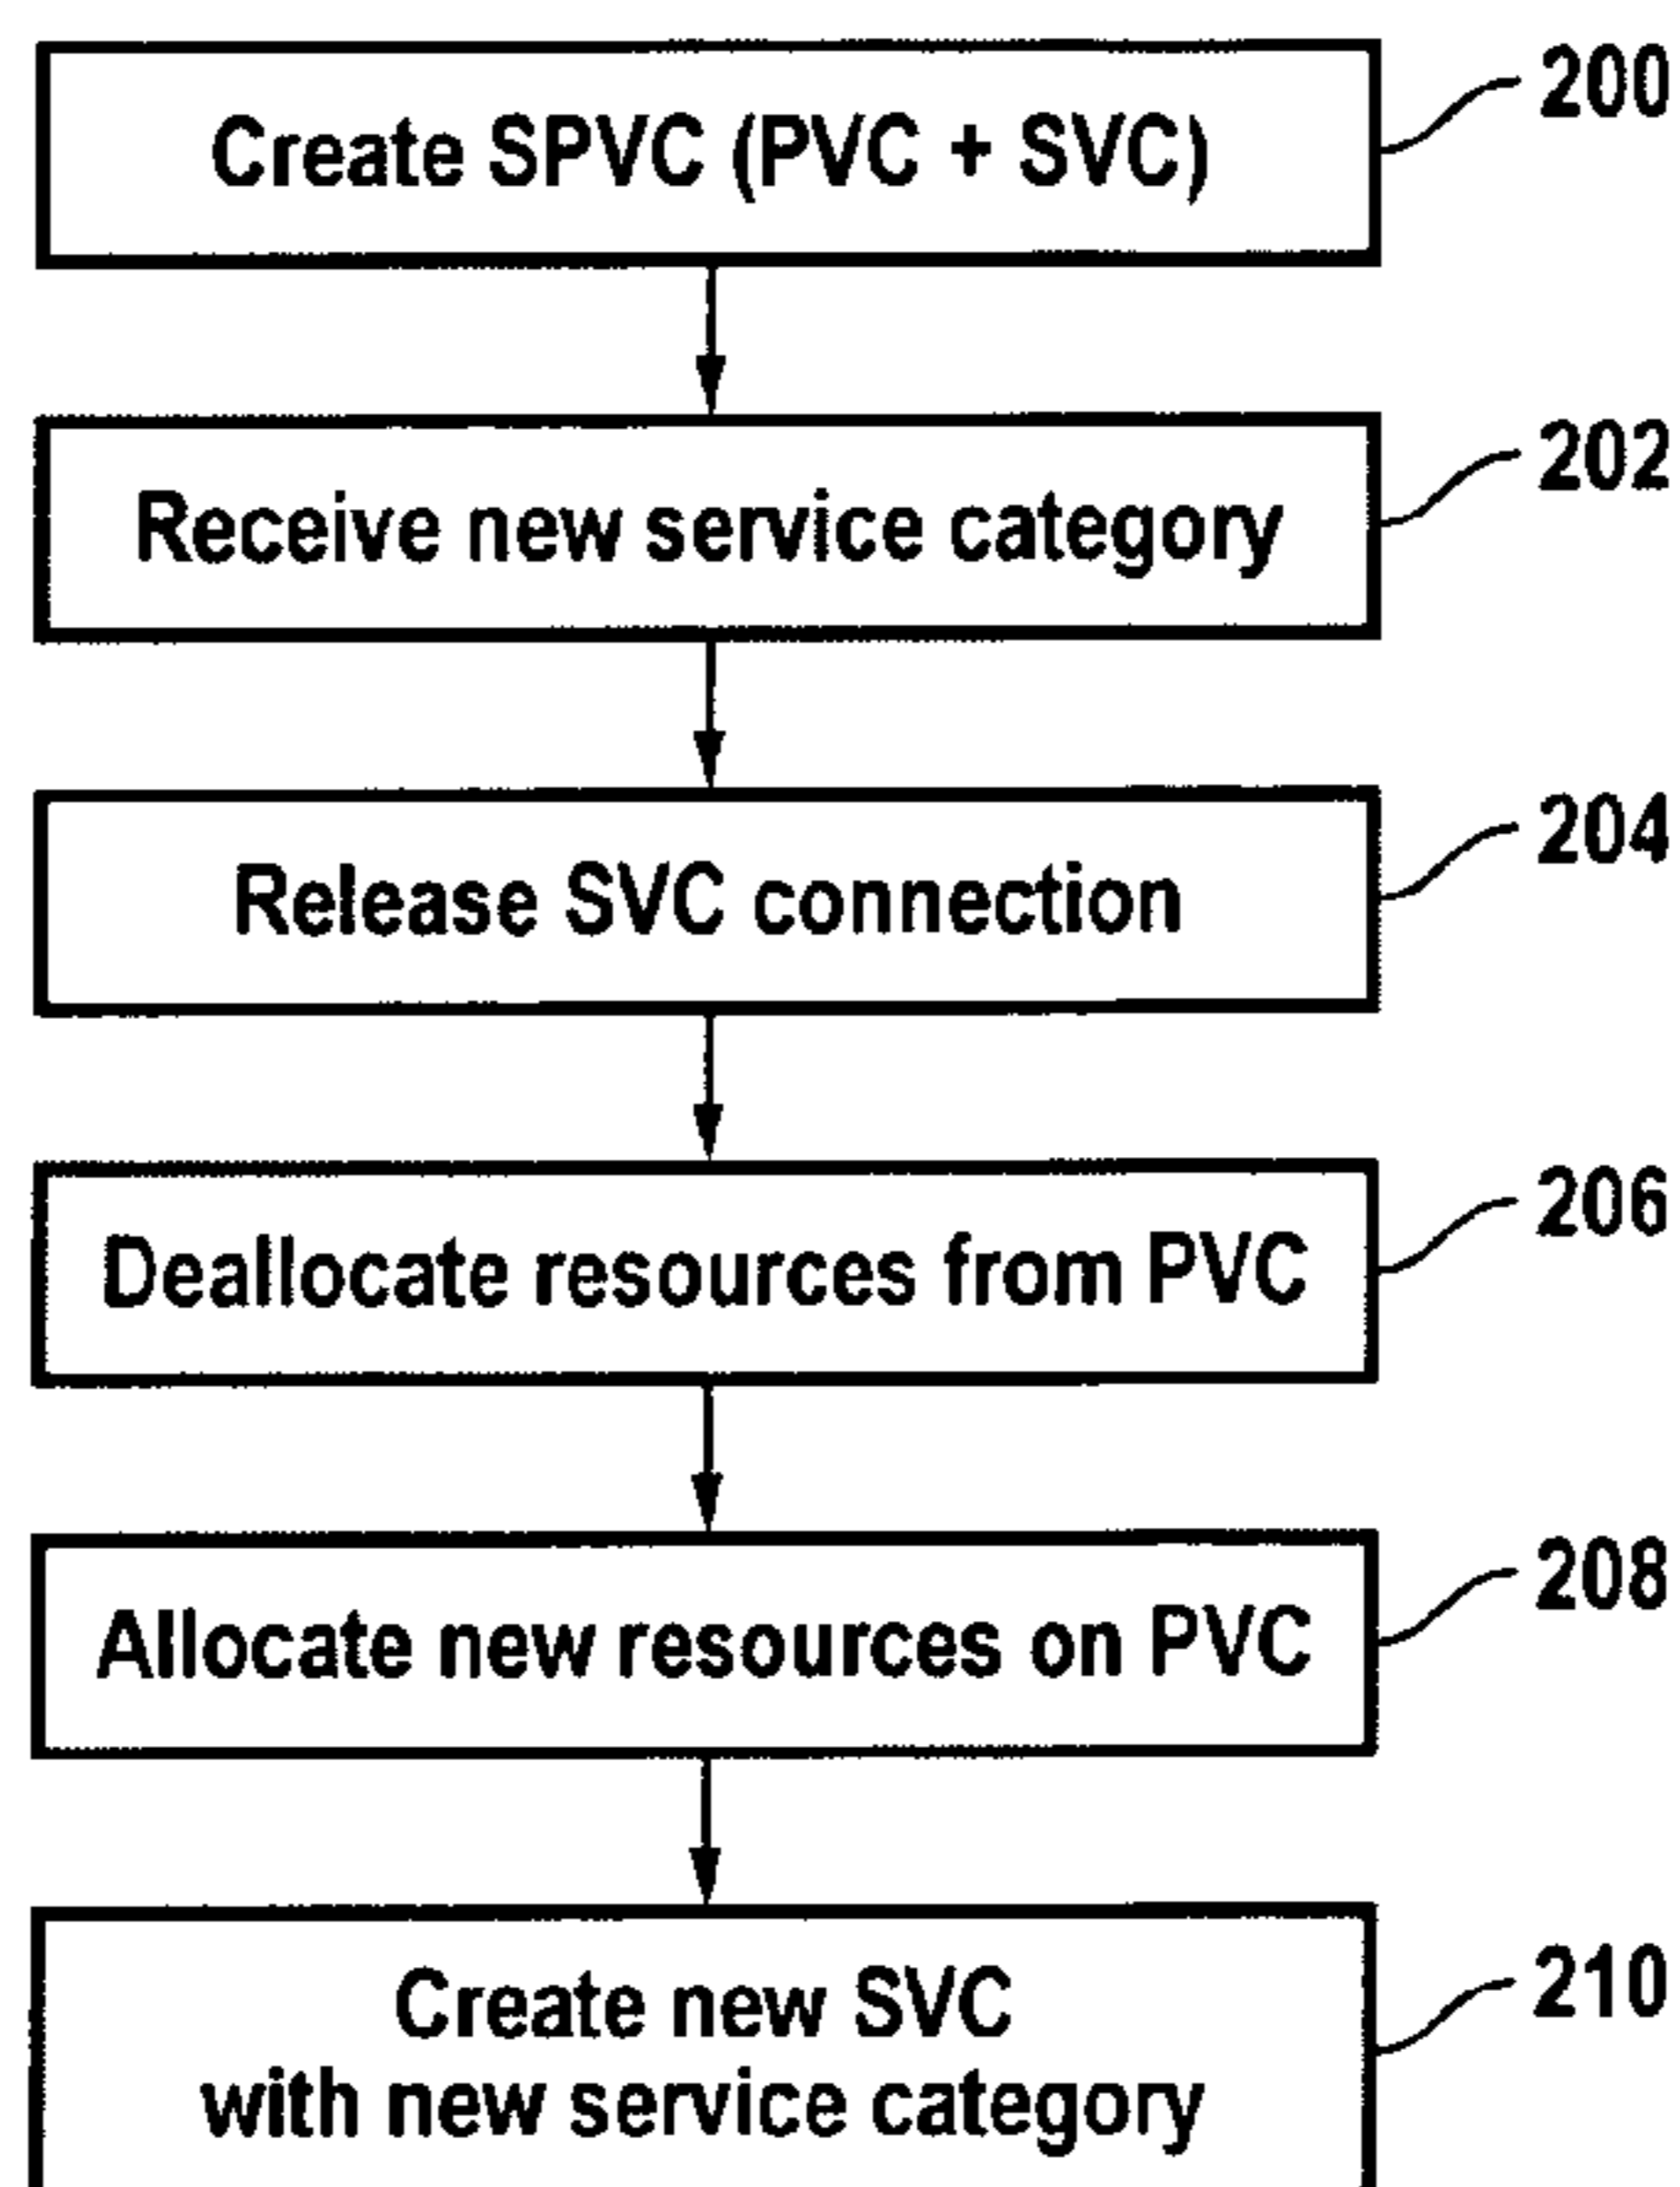 Create SPVC (PVC + SVC)
200
Receive new service category
202
Release SVC connection
204
Deallocate resources from PVC
206
Allocate new resources on PVC
208
Create new SVC
with new service category
210